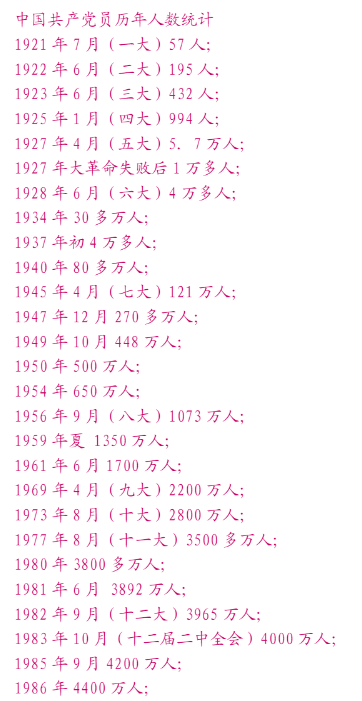 中国共产党员历年人数统计
1921 年 7 月（一大）57 人;
1922 年 6 月（二大）195 人;
1923 年 6 月（三大）432 人;
1925 年 1 月（四大）994 人;
1927 年 4 月（五大）5. 7 万人;
1927 年大革命失败后 1 万多人;
1928 年 6 月（六大）4 万多人;
1934 年 30 多万人;
1937 年初 4 万多人;
1940 年 80 多万人;
1945 年 4 月（七大）121 万人;
1947 年 12 月 270 多万人;
1949 年 10 月 448 万人;
1950 年 500 万人;
1954 年 650 万人;
1956 年 9 月（八大）1073 万人;
1959 年夏 1350 万人;
1961 年 6 月 1700 万人;
1969 年 4 月（九大）2200 万人;
1973 年 8 月（十大）2800 万人;
1977 年 8 月（十一大）3500 多万人;
1980 年 3800 多万人;
1981 年 6 月 3892 万人;
1982 年 9 月（十二大）3965 万人;
1983 年 10 月（十二届二中全会）4000 万人;
1985 年 9 月 4200 万人;
1986 年 4400 万人;